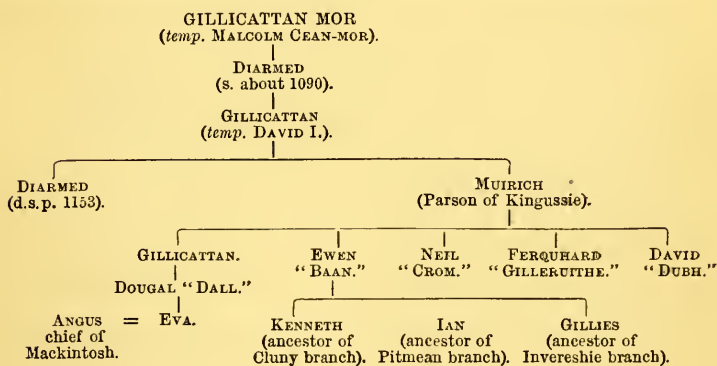 GILLICATTAN MOR
(temp. MALCOLM CEAN-MOR).
DIARMED
(s. about 1090).
GILLICATTAN
(temp. DAVID I.).
DIARMED
(d.s.p. 1153).
MUIRICH
(Parson of Kingussie).
GILLICATTAN.
EWEN
"BAAN."
NEIL
"CROM."
FERQUHARD
"GILLERUITHE."
DAVID
"DUBH."
DOUGAL "DALL."
ANGUS = EVA.
chief of
Mackintosh.
KENNETH
(ancestor of
Cluny branch).
IAN
(ancestor of
Pitmean branch).
GILLIES
(ancestor of
Invereshie branch).